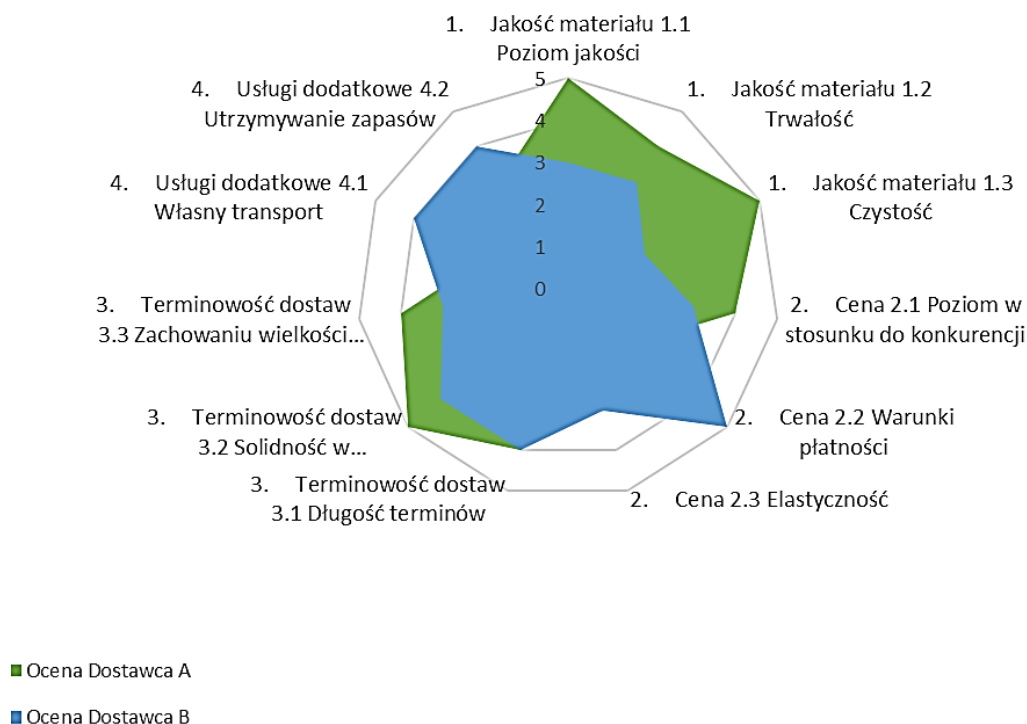 1. Jakość materiału 1.1
Poziom jakości
1. Jakość materiału 1.2
Trwałość
1. Jakość materiału 1.3
Czystość
2. Cena 2.1 Poziom w
stosunku do konkurencji
2. Cena 2.2 Warunki
płatności
2. Cena 2.3 Elastyczność
3. Terminowość dostaw
3.1 Długość terminów
3. Terminowość dostaw
3.2 Solidność w...
3. Terminowość dostaw
3.3 Zachowaniu wielkości...
4. Usługi dodatkowe 4.1
Własny transport
4. Usługi dodatkowe 4.2
Utrzymywanie zapasów
5
4
3
2
1
0
Ocena Dostawca A
Ocena Dostawca B